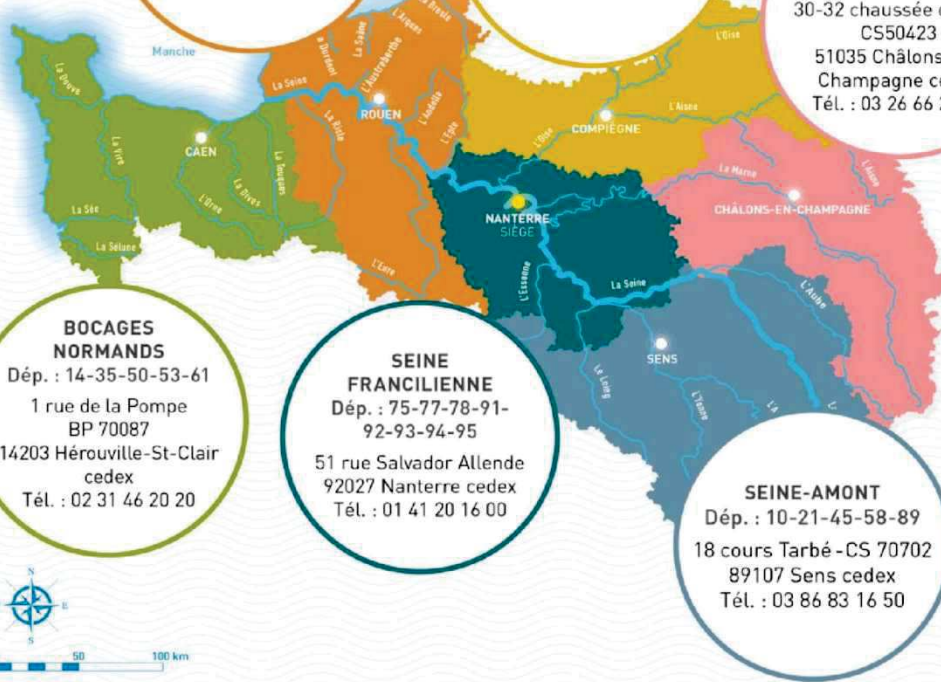 30-32 chaussée
CS50423
51035 Châlons
Champagne
Tél. : 03 26 66
Manche
La Douve
La Vire
La Sée
La Sélune
CAEN
L'Orne
La Dives
La Touques
La Seine
La Risle
La Saâne
L'Arques
La Bresle
L'Austreberthe
ROUEN
L'Andelle
L'Epte
L'Eure
L'Oise
L'Oise
L'Aisne
COMPIÈGNE
La Marne
L'Aisne
CHÂLONS-EN-CHAMPAGNE
NANTERRE
SIÈGE
L'Essonne
La Seine
L'Aube
SENS
Le Loing
BOCAGES
NORMANDS
Dép. : 14-35-50-53-61
1 rue de la Pompe
BP 70087
14203 Hérouville-St-Clair
cedex
Tél. : 02 31 46 20 20
SEINE
FRANCILIENNE
Dép. : 75-77-78-91-
92-93-94-95
51 rue Salvador Allende
92027 Nanterre cedex
Tél. : 01 41 20 16 00
SEINE-AMONT
Dép. : 10-21-45-58-89
18 cours Tarbé - CS 70702
89107 Sens cedex
Tél. : 03 86 83 16 50
N
E
S
50
100 km